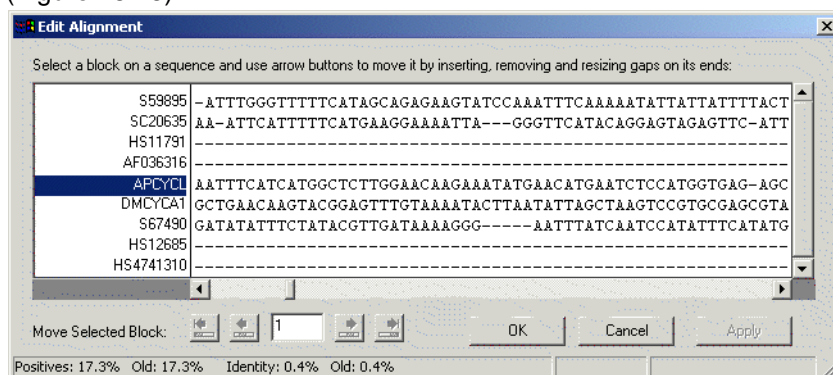 Edit Alignment
Select a block on a sequence and use arrow buttons to move it by inserting, removing and resizing gaps on its ends:
S59895 -ATTTGGGTTTTTCATAGCAGAGAAGTATCCAAATTTCAAAAATATTATTATTTTACT
SC20635 AA-ATTCATTTTTCATGAAGGAAAATTA---GGGTTCATACAGGAGTAGAGTTC-ATT
HS11791 ----------------------------------------------------------
AF036316 ----------------------------------------------------------
APCYCL AATTTCATCATGGCTCTTGGAACAAGAAATATGAACATGAATCTCCATGGTGAG-AGC
DMCYCA1 GCTGAACAAGTACGGAGTTTGTAAAATACTTAATATTAGCTAAGTCCGTGCGAGCGTA
S67490 GATATATTTCTATACGTTGATAAAAGGG-----AATTTATCAATCCATATTTCATATG
HS12685 ----------------------------------------------------------
HS4741310 ----------------------------------------------------------
Move Selected Block: 1 OK Cancel Apply
Positives: 17.3% Old: 17.3% Identity: 0.4% Old: 0.4%